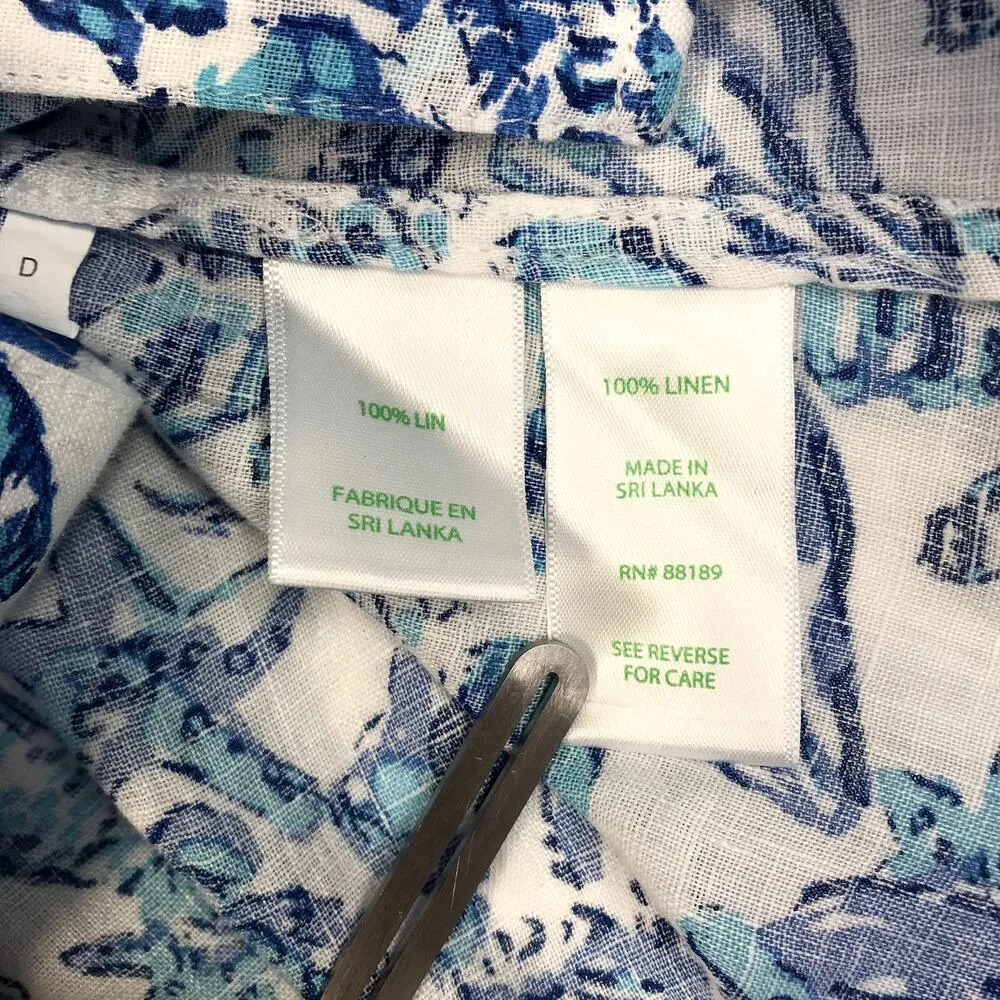 D
100% LIN
FABRIQUE EN
SRI LANKA
100% LINEN
MADE IN
SRI LANKA
RN# 88189
SEE REVERSE
FOR CARE